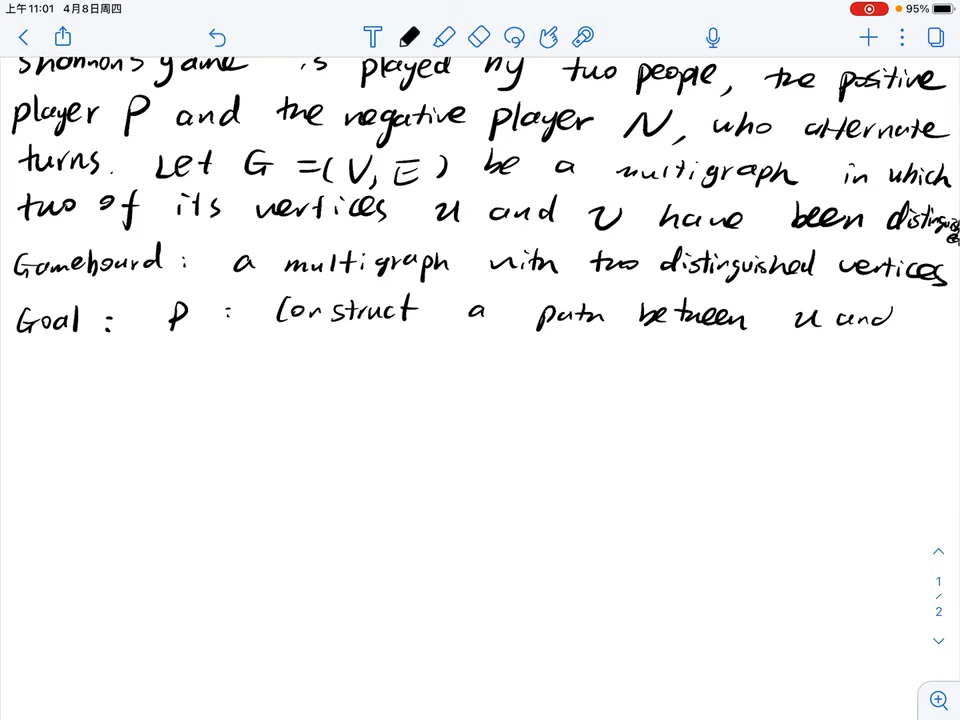 上午11:01 4月8日周四
95%
Shannon's game is played by two people, the positive
player P and the negative player N, who alternate
turns. Let G =(V, E) be a multigraph in which
two of its vertices u and v have been distinguished
Gameboard: a multigraph with two distinguished vertices
Goal: P: Construct a path between u and
1
/
2